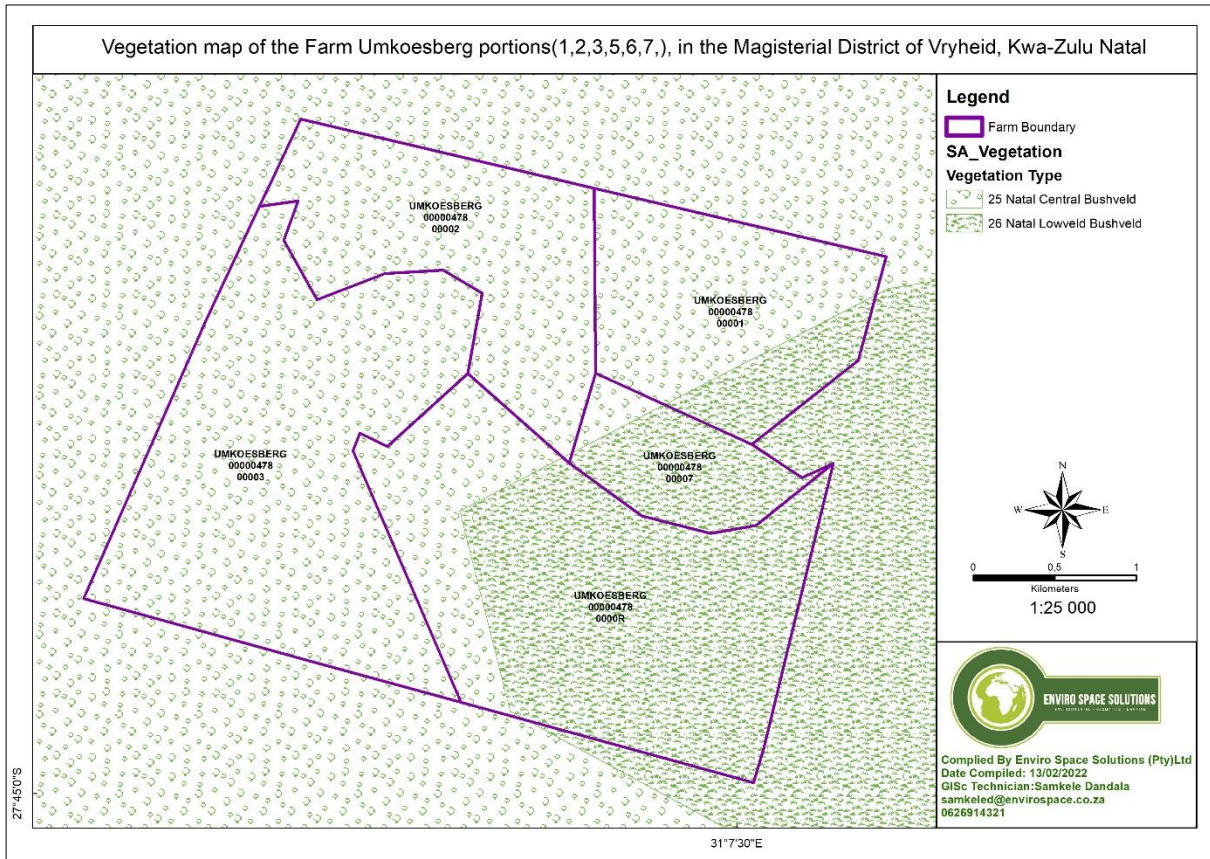 Vegetation map of the Farm Umkoesberg portions(1,2,3,5,6,7,), in the Magisterial District of Vryheid, Kwa-Zulu Natal
UMKOESBERG
00000478
00002
UMKOESBERG
00000478
00001
UMKOESBERG
00000478
00003
UMKOESBERG
00000478
00007
UMKOESBERG
00000478
0000R
27°45'0"S
31°7'30"E
Legend
Farm Boundary
SA_Vegetation
Vegetation Type
25 Natal Central Bushveld
26 Natal Lowveld Bushveld
N
W E
S
0 0,5 1
Kilometers
1:25 000
ENVIRO SPACE SOLUTIONS
Complied By Enviro Space Solutions (Pty)Ltd
Date Compiled: 13/02/2022
GISc Technician:Samkele Dandala
samkeled@envirospace.co.za
0626914321